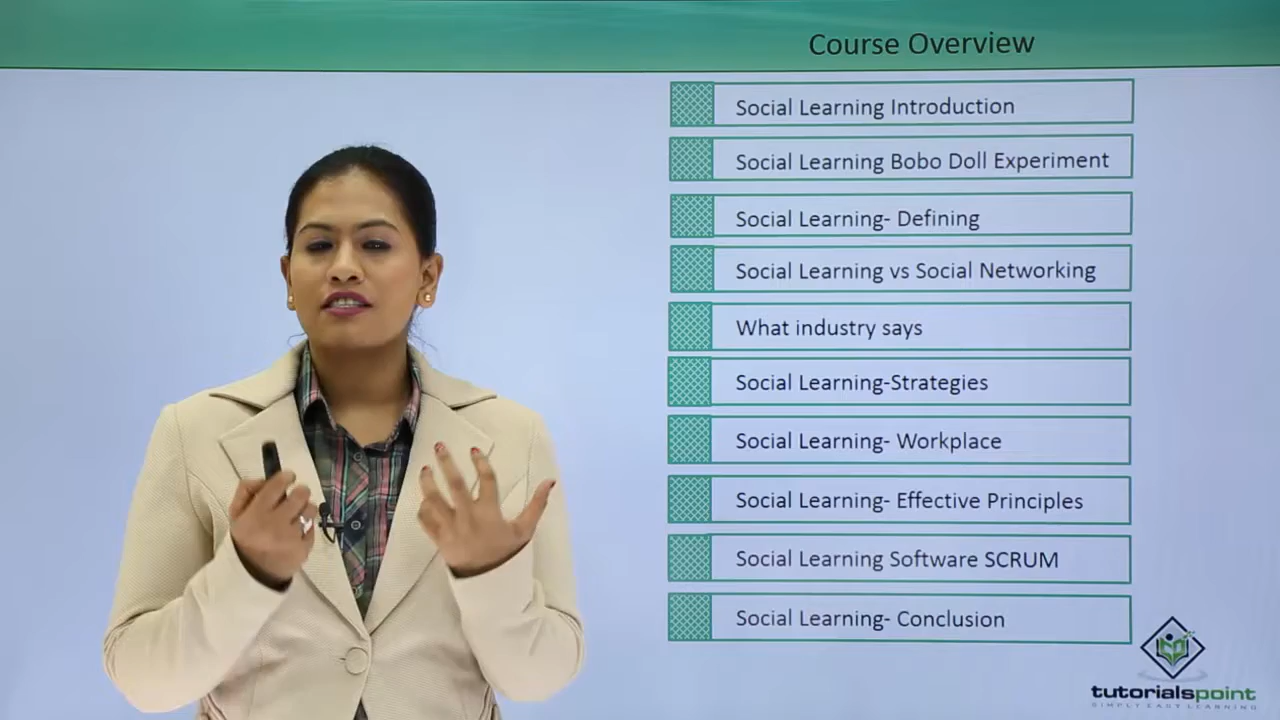 Course Overview
Social Learning Introduction
Social Learning Bobo Doll Experiment
Social Learning- Defining
Social Learning vs Social Networking
What industry says
Social Learning-Strategies
Social Learning- Workplace
Social Learning- Effective Principles
Social Learning Software SCRUM
Social Learning- Conclusion
tutorialspoint
SIMPLY EASY LEARNING